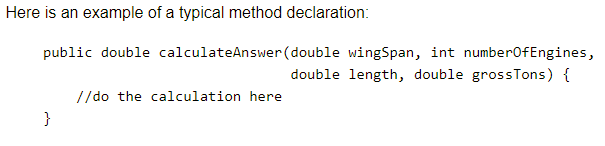 Here is an example of a typical method declaration:
public double calculateAnswer(double wingSpan, int numberOfEngines,
                              double length, double grossTons) {
    //do the calculation here
}